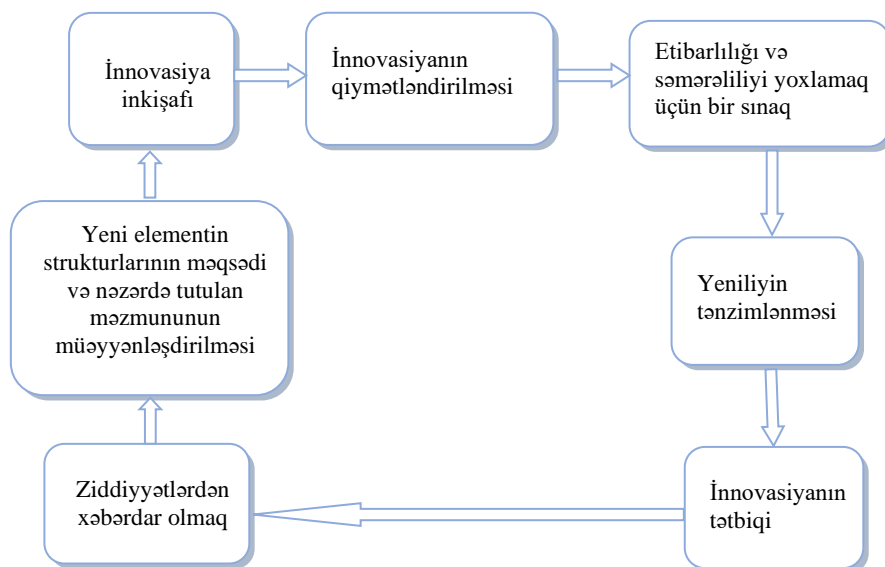 İnnovasiya
inkişafı
İnnovasiyanın
qiymətləndirilməsi
Etibarlılığı və
səmərəliliyi yoxlamaq
üçün bir sınaq
Yeni elementin
strukturlarının məqsədi
və nəzərdə tutulan
məzmununun
müəyyənləşdirilməsi
Yeniliyin
tənzimlənməsi
Ziddiyyətlərdən
xəbərdar olmaq
İnnovasiyanın
tətbiqi